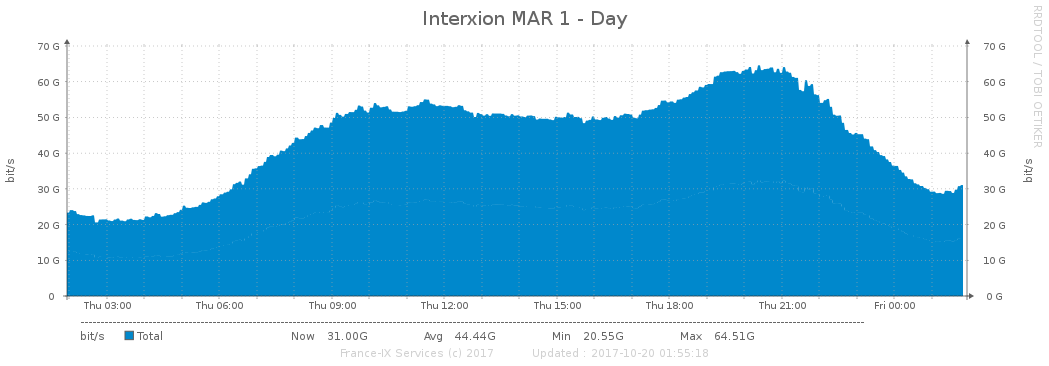 Interxion MAR 1 - Day
RRDTOOL / TOBI OETIKER
bit/s
70 G 70 G
60 G 60 G
50 G 50 G
40 G 40 G
30 G 30 G
20 G 20 G
10 G 10 G
0 0 G
bit/s
Thu 03:00 Thu 06:00 Thu 09:00 Thu 12:00 Thu 15:00 Thu 18:00 Thu 21:00 Fri 00:00
bit/s Total Now 31.00G Avg 44.44G Min 20.55G Max 64.51G
France-IX Services (c) 2017 Updated : 2017-10-20 01:55:18